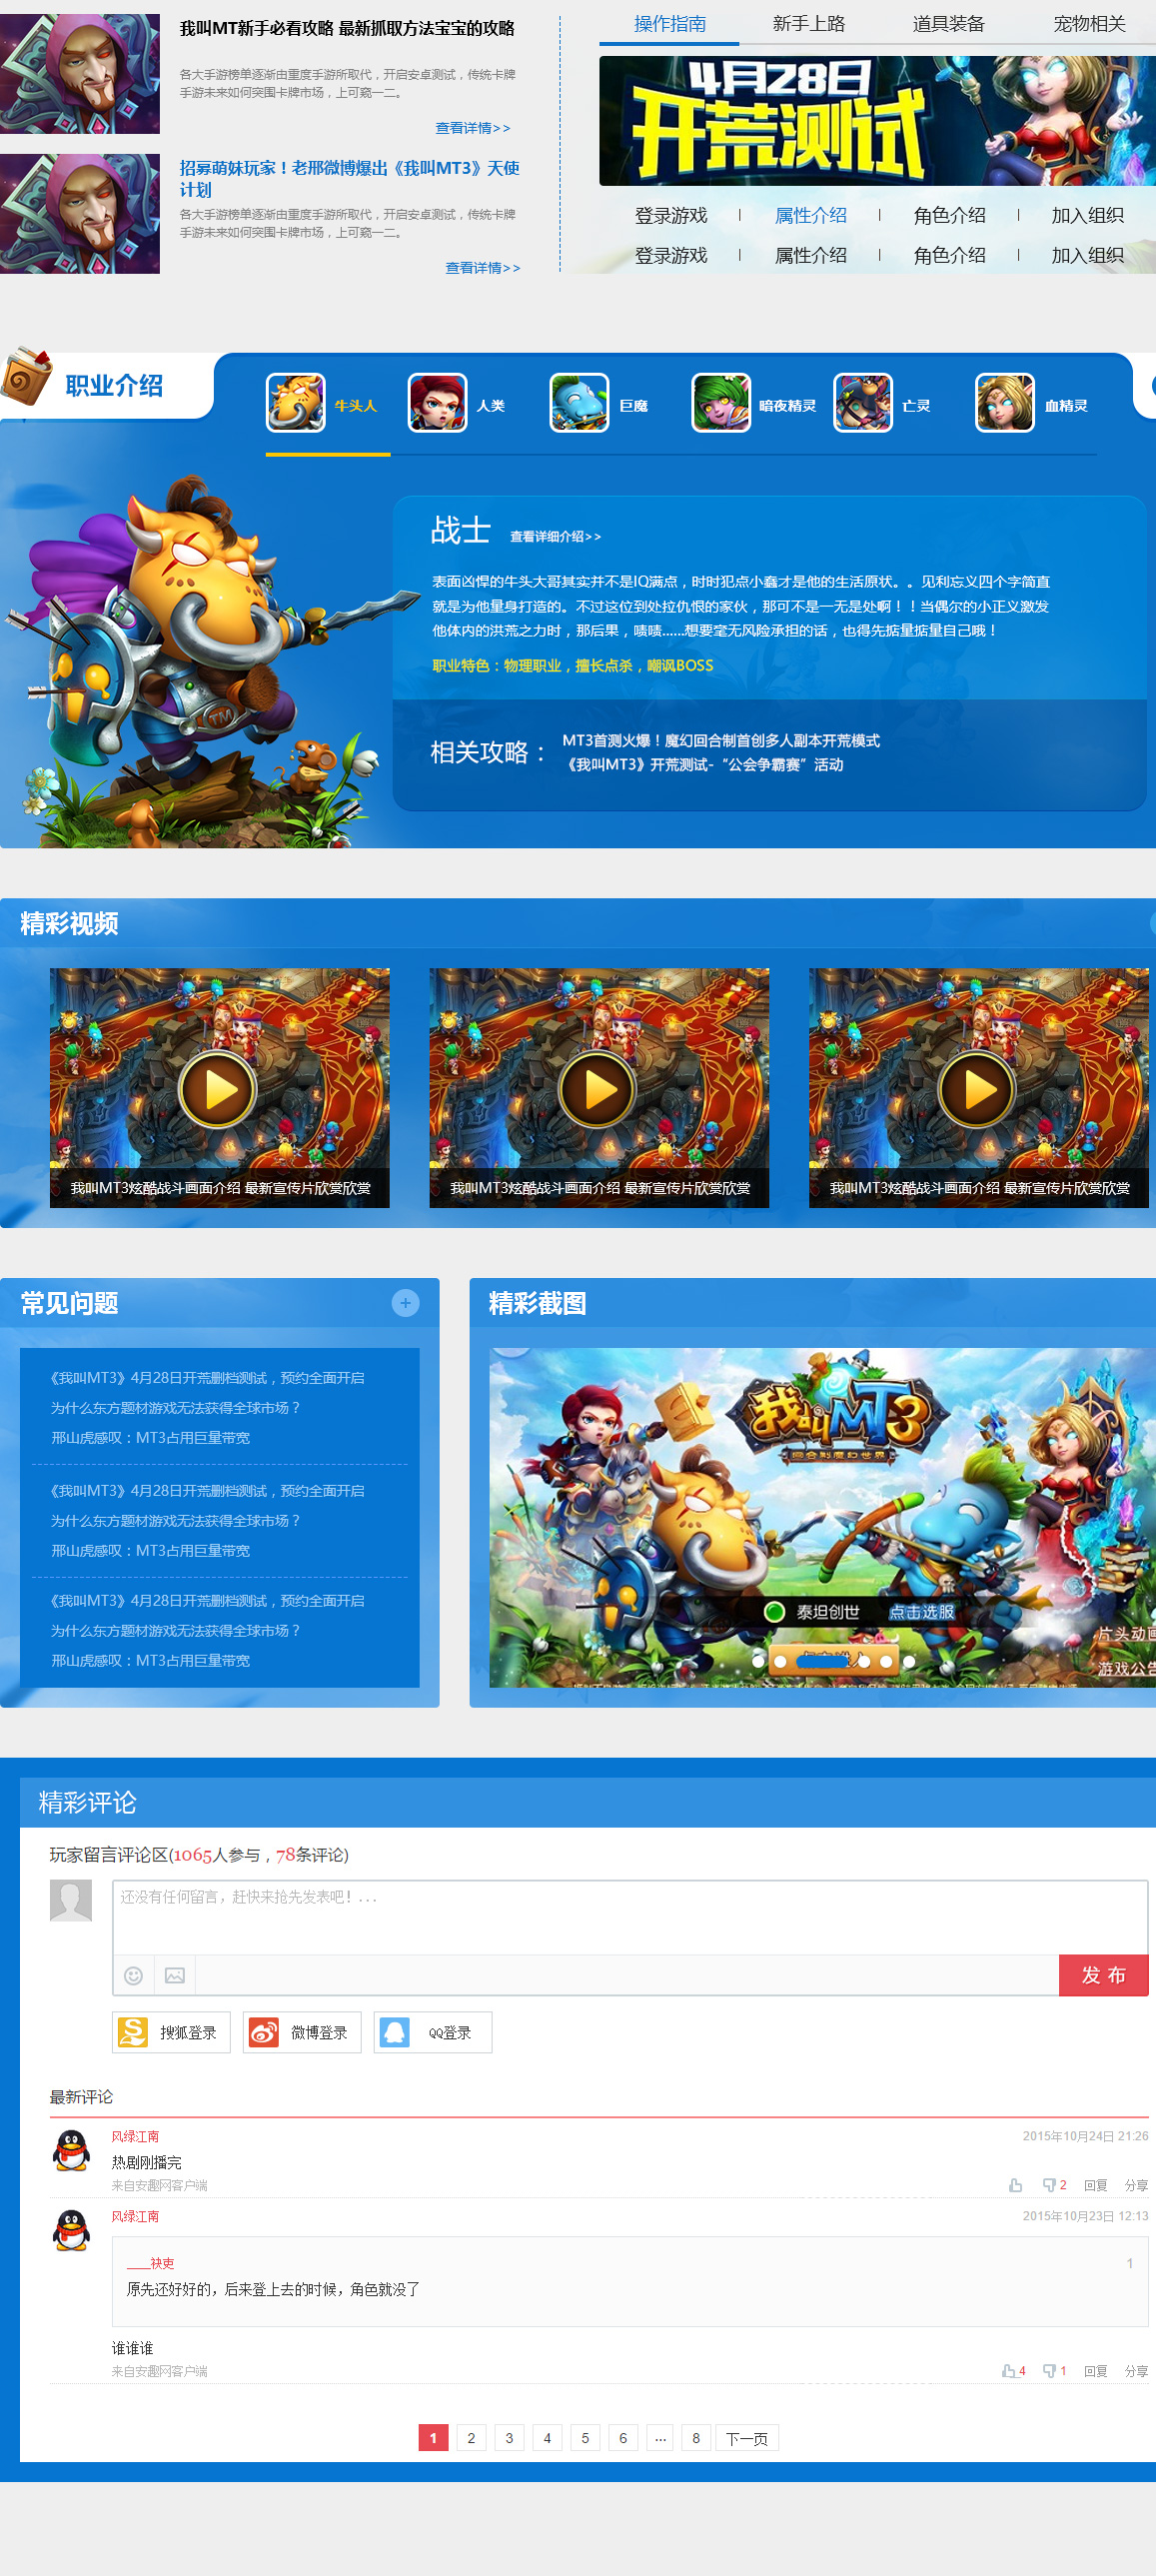 我叫MT新手必看攻略 最新抓取方法宝宝的攻略
各大手游榜单逐渐由重度手游所取代，开启安卓测试，传统卡牌
手游未来如何突围卡牌市场，上可窥一二。
查看详情>>
招募萌妹玩家！老邢微博爆出《我叫MT3》天使
计划
各大手游榜单逐渐由重度手游所取代，开启安卓测试，传统卡牌
手游未来如何突围卡牌市场，上可窥一二。
查看详情>>
操作指南 新手上路 道具装备 宠物相关
4月28日
开荒测试
登录游戏 | 属性介绍 | 角色介绍 | 加入组织
登录游戏 | 属性介绍 | 角色介绍 | 加入组织
职业介绍
牛头人 人类 巨魔 暗夜精灵 亡灵 血精灵
战士 查看详细介绍>>
表面凶悍的牛头大哥其实并不是IQ满点，时时犯点小蠢才是他的生活原状。。见利忘义四个字简直
就是为他量身打造的。不过这位到处拉仇恨的家伙，那可不是一无是处啊！！当偶尔的小正义激发
他体内的洪荒之力时，那后果，啧啧......想要毫无风险承担的话，也得先掂量掂量自己哦！
职业特色：物理职业，擅长点杀，嘲讽BOSS
TM
相关攻略：
MT3首测火爆！魔幻回合制首创多人副本开荒模式
《我叫MT3》开荒测试-“公会争霸赛”活动
精彩视频
我叫MT3炫酷战斗画面介绍 最新宣传片欣赏欣赏
我叫MT3炫酷战斗画面介绍 最新宣传片欣赏欣赏
我叫MT3炫酷战斗画面介绍 最新宣传片欣赏欣赏
常见问题 +
《我叫MT3》4月28日开荒删档测试，预约全面开启
为什么东方题材游戏无法获得全球市场？
邢山虎感叹：MT3占用巨量带宽
《我叫MT3》4月28日开荒删档测试，预约全面开启
为什么东方题材游戏无法获得全球市场？
邢山虎感叹：MT3占用巨量带宽
《我叫MT3》4月28日开荒删档测试，预约全面开启
为什么东方题材游戏无法获得全球市场？
邢山虎感叹：MT3占用巨量带宽
精彩截图
我叫MT3
回合制魔幻世界
泰坦创世 点击选服
片头动画
游戏公告
精彩评论
玩家留言评论区(1065人参与，78条评论)
还没有任何留言，赶快来抢先发表吧！...
发 布
搜狐登录 微博登录 QQ登录
最新评论
风绿江南 2015年10月24日 21:26
热剧刚播完
来自安趣网客户端 2 回复 分享
风绿江南 2015年10月23日 12:13
____袂吏 1
原先还好好的，后来登上去的时候，角色就没了
谁谁谁
来自安趣网客户端 4 1 回复 分享
1 2 3 4 5 6 ... 8 下一页